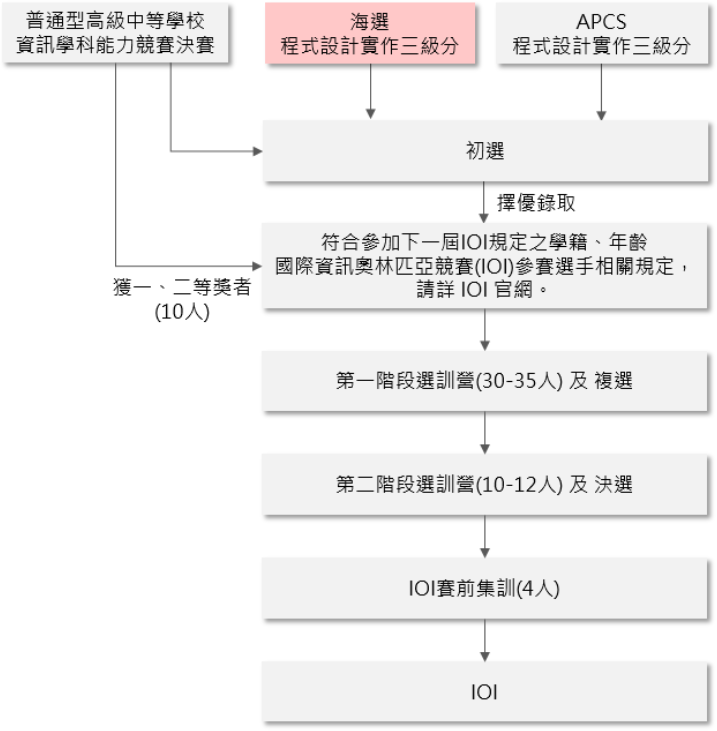 普通型高級中等學校
資訊學科能力競賽決賽
海選
程式設計實作三級分
APCS
程式設計實作三級分
初選
擇優錄取
符合參加下一屆IOI規定之學籍、年齡
國際資訊奧林匹亞競賽(IOI)參賽選手相關規定，
請詳 IOI 官網。
獲一、二等獎者
(10人)
第一階段選訓營(30-35人) 及 複選
第二階段選訓營(10-12人) 及 決選
IOI賽前集訓(4人)
IOI